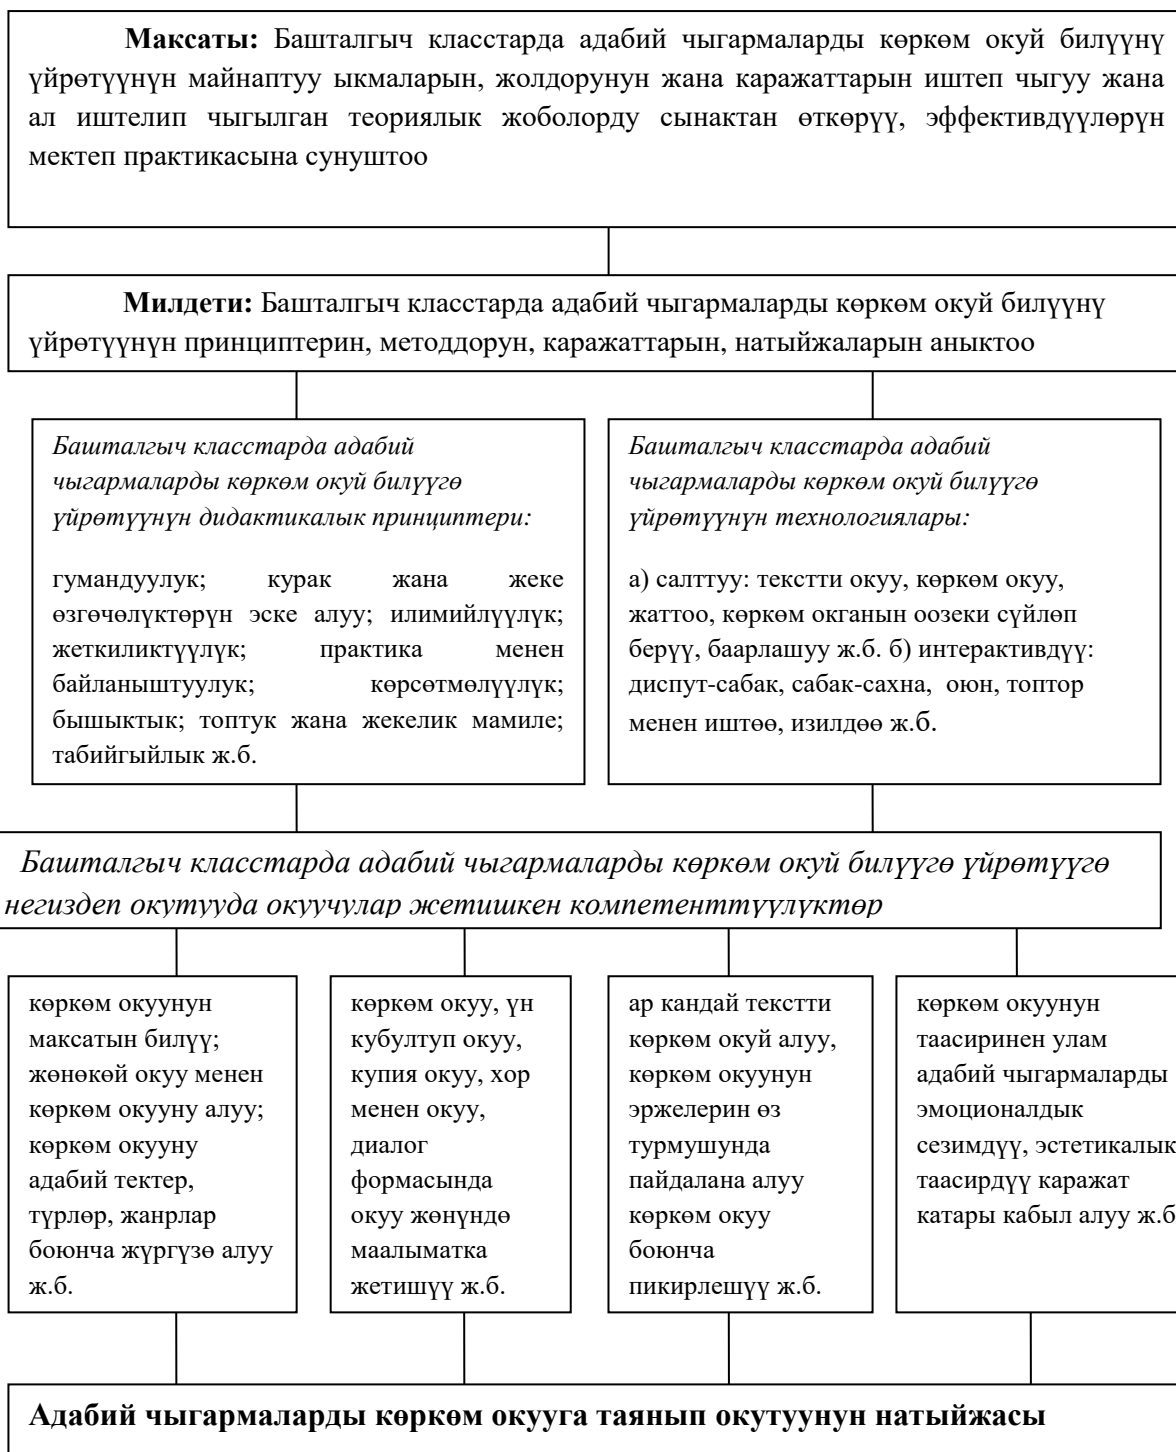 Максаты: Башталгыч класстарда адабий чыгармаларды көркөм окуй билүүнү
үйрөтүүнүн майнаптуу ыкмаларын, жолдорунун жана каражаттарын иштеп чыгуу жана
ал иштелип чыгылган теориялык жоболорду сынактан өткөрүү, эффективдүүлөрүн
мектеп практикасына сунуштоо
Милдети: Башталгыч класстарда адабий чыгармаларды көркөм окуй билүүнү
үйрөтүүнүн принциптерин, методдорун, каражаттарын, натыйжаларын аныктоо
Башталгыч класстарда адабий
чыгармаларды көркөм окуй билүүгө
үйрөтүүнүн дидактикалык принциптери:
гумандуулук; курак жана жеке
өзгөчөлүктөрүн эске алуу; илимийлүүлүк;
жеткиликтүүлүк; практика менен
байланыштуулук; көрсөтмөлүүлүк;
бышыктык; топтук жана жекелик мамиле;
табийгыйлык ж.б.
Башталгыч класстарда адабий
чыгармаларды көркөм окуй билүүгө
үйрөтүүнүн технологиялары:
а) салттуу: текстти окуу, көркөм окуу,
жаттоо, көркөм окганын оозеки сүйлөп
берүү, баарлашуу ж.б. б) интерактивдүү:
диспут-сабак, сабак-сахна, оюн, топтор
менен иштөө, изилдөө ж.б.
Башталгыч класстарда адабий чыгармаларды көркөм окуй билүүгө үйрөтүүгө
негиздеп окутууда окуучулар жетишкен компетенттүүлүктөр
көркөм окуунун
максатын билүү;
жөнөкөй окуу менен
көркөм окууну алуу;
көркөм окууну
адабий тектер,
түрлөр, жанрлар
боюнча жүргүзө алуу
ж.б.
көркөм окуу, үн
кубултуп окуу,
купия окуу, хор
менен окуу,
диалог
формасында
окуу жөнүндө
маалыматка
жетишүү ж.б.
ар кандай текстти
көркөм окуй алуу,
көркөм окуунун
эржелерин өз
турмушунда
пайдалана алуу
көркөм окуу
боюнча
пикирлешүү ж.б.
көркөм окуунун
таасиринен улам
адабий чыгармаларды
эмоционалдык
сезимдүү, эстетикалык
таасирдүү каражат
катары кабыл алуу ж.б
Адабий чыгармаларды көркөм окууга таянып окутуунун натыйжасы